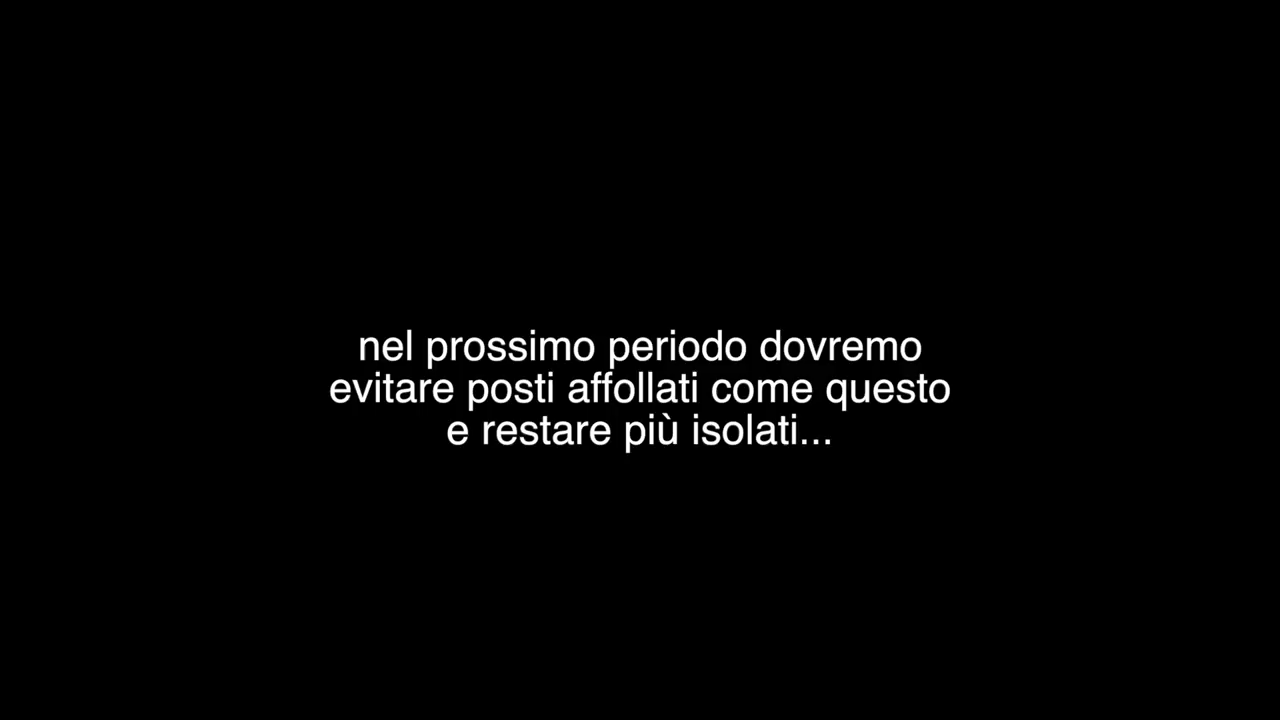 nel prossimo periodo dovremo
evitare posti affollati come questo
e restare più isolati...